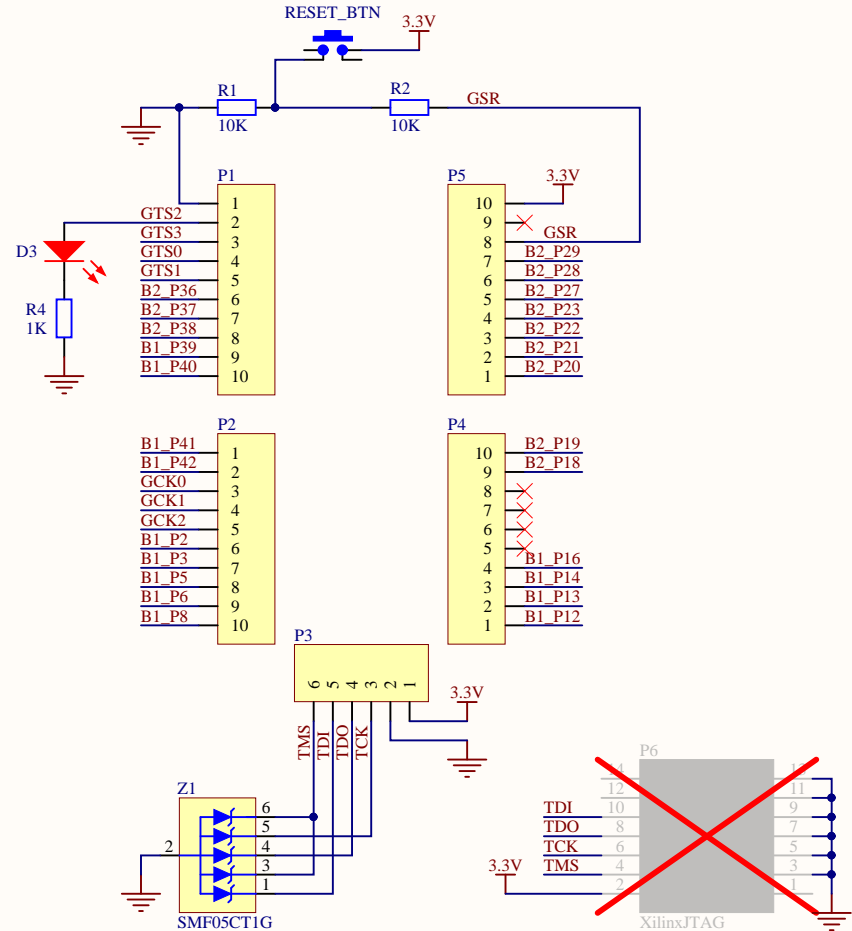 RESET_BTN
3.3V
R1
10K
R2
10K
GSR
P1
1
GTS2 2
GTS3 3
GTS0 4
GTS1 5
B2_P36 6
B2_P37 7
B2_P38 8
B1_P39 9
B1_P40 10
D3
R4
1K
P5
3.3V
10
9
8 GSR
7 B2_P29
6 B2_P28
5 B2_P27
4 B2_P23
3 B2_P22
2 B2_P21
1 B2_P20
P2
B1_P41 1
B1_P42 2
GCK0 3
GCK1 4
GCK2 5
B1_P2 6
B1_P3 7
B1_P5 8
B1_P6 9
B1_P8 10
P4
10 B2_P19
9 B2_P18
8
7
6
5
4 B1_P16
3 B1_P14
2 B1_P13
1 B1_P12
P3
6 5 4 3 2 1
TMS
TDI
TDO
TCK
3.3V
Z1
6
5
2 4
3
1
SMF05CT1G
P6
14 13
12 11
TDI 10 9
TDO 8 7
TCK 6 5
TMS 4 3
3.3V 2 1
XilinxJTAG